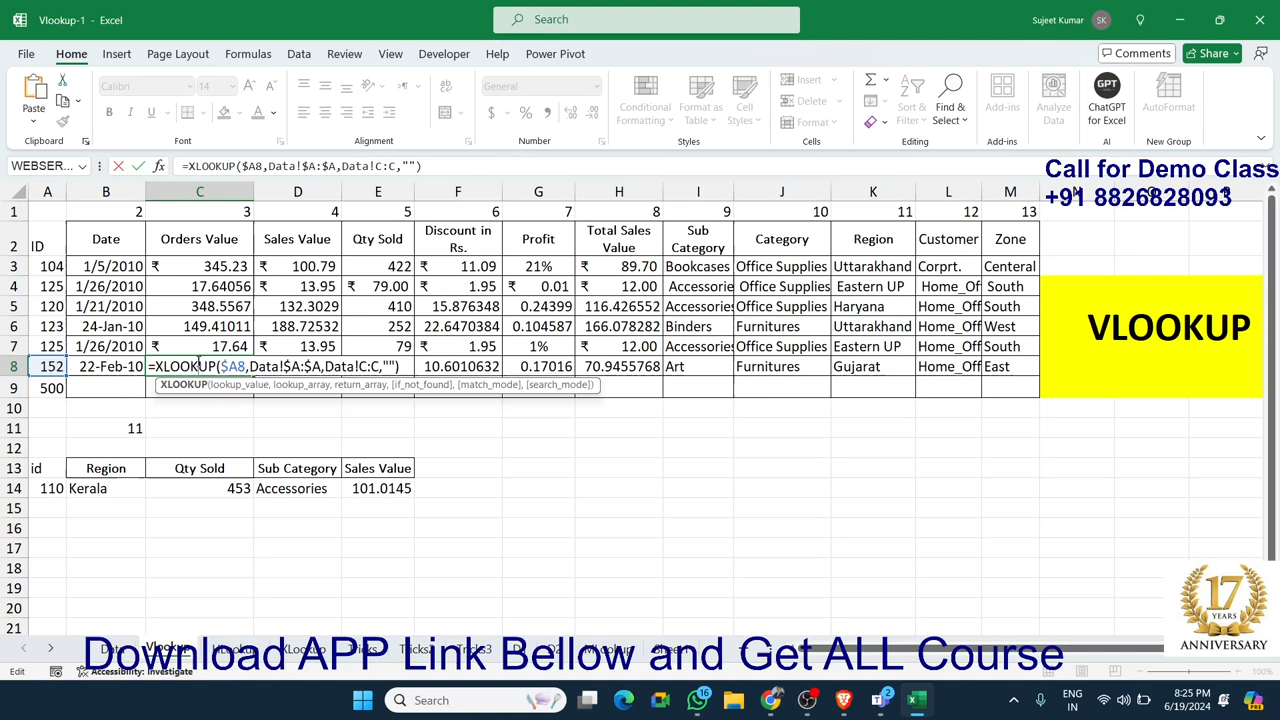 Vlookup-1 - Excel
Search
Sujeet Kumar
SK
File Home Insert Page Layout Formulas Data Review View Developer Help Power Pivot
Comments Share
Paste
Calibri 14
General
Conditional Formatting
Format as Table
Cell Styles
Insert
Delete
Format
Sort & Filter
Find & Select
Add-ins
Analyze Data
ChatGPT for Excel
AutoFormat
Clipboard Font Alignment Number Styles Cells Editing Add-ins AI New Group
WEBSER... =XLOOKUP($A8,Data!$A:$A,Data!C:C,"")
Call for Demo Class
+91 8826828093
A B C D E F G H I J K L M
1 2 3 4 5 6 7 8 9 10 11 12 13
2 ID Date Orders Value Sales Value Qty Sold Discount in Rs. Profit Total Sales Value Sub Category Category Region Customer Zone
3 104 1/5/2010 ₹ 345.23 ₹ 100.79 422 ₹ 11.09 21% ₹ 89.70 Bookcases Office Supplies Uttarakhand Corprt. Centeral
4 125 1/26/2010 17.64056 ₹ 13.95 ₹ 79.00 ₹ 1.95 ₹ 0.01 ₹ 12.00 Accessorie Office Supplies Eastern UP Home_Off South
5 120 1/21/2010 348.5567 132.3029 410 15.876348 0.24399 116.426552 Accessories Office Supplies Haryana Home_Off South
6 123 24-Jan-10 149.41011 188.72532 252 22.6470384 0.104587 166.078282 Binders Furnitures Uttarakhand Home_Off West
7 125 1/26/2010 ₹ 17.64 ₹ 13.95 79 ₹ 1.95 1% ₹ 12.00 Accessories Office Supplies Eastern UP Home_Off South
8 152 22-Feb-10 =XLOOKUP($A8,Data!$A:$A,Data!C:C,"") 10.6010632 0.17016 70.9455768 Art Furnitures Gujarat Home_Off East
XLOOKUP(lookup_value, lookup_array, return_array, [if_not_found], [match_mode], [search_mode])
9 500
VLOOKUP
10
11 11
12
13 id Region Qty Sold Sub Category Sales Value
14 110 Kerala 453 Accessories 101.0145
15
16
17
18
19
20
21
17
YEARS
ANNIVERSARY
Download APP Link Bellow and Get ALL Course
Edit Accessibility: Investigate 100%
Search
16
2
ENG
IN
8:25 PM
6/19/2024